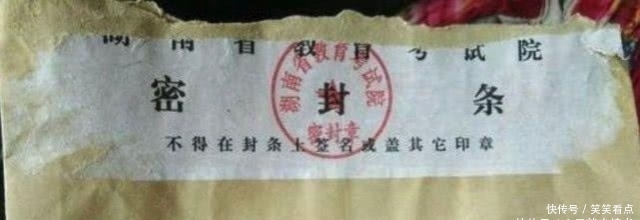 湖南省教育考试院
密封条
湖南省教育考试院
密封章
不得在封条上签名或盖其它印章
快传号 / 笑笑看点